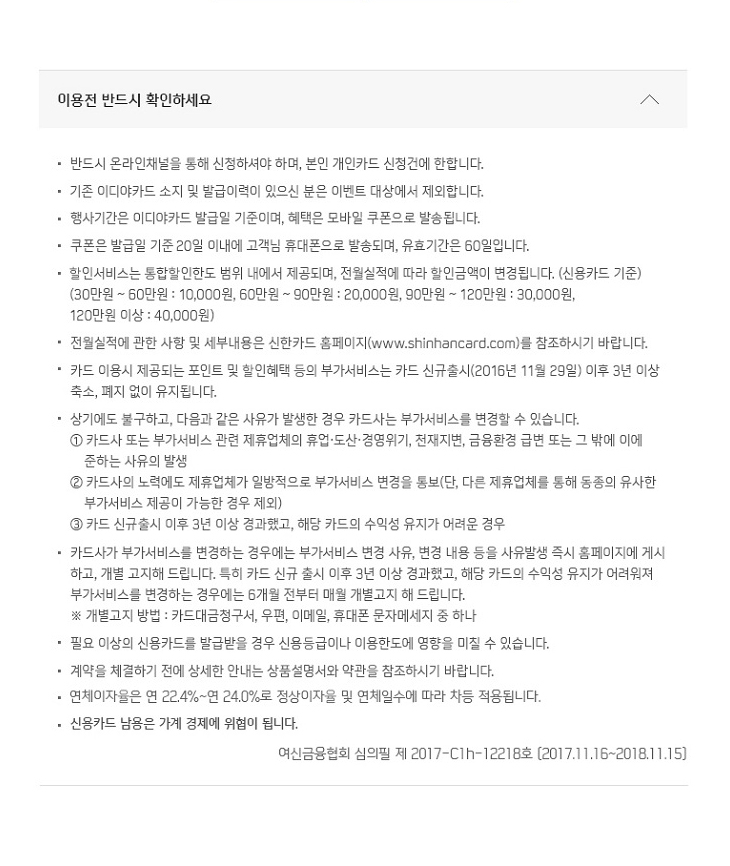 이용전 반드시 확인하세요
• 반드시 온라인채널을 통해 신청하셔야 하며, 본인 개인카드 신청건에 한합니다.
• 기존 이디야카드 소지 및 발급이력이 있으신 분은 이벤트 대상에서 제외합니다.
• 행사기간은 이디야카드 발급일 기준이며, 혜택은 모바일 쿠폰으로 발송됩니다.
• 쿠폰은 발급일 기준 20일 이내에 고객님 휴대폰으로 발송되며, 유효기간은 60일입니다.
• 할인서비스는 통합할인한도 범위 내에서 제공되며, 전월실적에 따라 할인금액이 변경됩니다. (신용카드 기준)
(30만원 ~ 60만원 : 10,000원, 60만원 ~ 90만원 : 20,000원, 90만원 ~ 120만원 : 30,000원,
120만원 이상 : 40,000원)
• 전월실적에 관한 사항 및 세부내용은 신한카드 홈페이지(www.shinhancard.com)를 참조하시기 바랍니다.
• 카드 이용시 제공되는 포인트 및 할인혜택 등의 부가서비스는 카드 신규출시(2016년 11월 29일) 이후 3년 이상
축소, 폐지 없이 유지됩니다.
• 상기에도 불구하고, 다음과 같은 사유가 발생한 경우 카드사는 부가서비스를 변경할 수 있습니다.
① 카드사 또는 부가서비스 관련 제휴업체의 휴업·도산·경영위기, 천재지변, 금융환경 급변 또는 그 밖에 이에
준하는 사유의 발생
② 카드사의 노력에도 제휴업체가 일방적으로 부가서비스 변경을 통보(단, 다른 제휴업체를 통해 동종의 유사한
부가서비스 제공이 가능한 경우 제외)
③ 카드 신규출시 이후 3년 이상 경과했고, 해당 카드의 수익성 유지가 어려운 경우
• 카드사가 부가서비스를 변경하는 경우에는 부가서비스 변경 사유, 변경 내용 등을 사유발생 즉시 홈페이지에 게시
하고, 개별 고지해 드립니다. 특히 카드 신규 출시 이후 3년 이상 경과했고, 해당 카드의 수익성 유지가 어려워져
부가서비스를 변경하는 경우에는 6개월 전부터 매월 개별고지 해 드립니다.
※ 개별고지 방법 : 카드대금청구서, 우편, 이메일, 휴대폰 문자메세지 중 하나
• 필요 이상의 신용카드를 발급받을 경우 신용등급이나 이용한도에 영향을 미칠 수 있습니다.
• 계약을 체결하기 전에 상세한 안내는 상품설명서와 약관을 참조하시기 바랍니다.
• 연체이자율은 연 22.4%~연 24.0%로 정상이자율 및 연체일수에 따라 차등 적용됩니다.
• 신용카드 남용은 가계 경제에 위협이 됩니다.
여신금융협회 심의필 제 2017-C1h-12218호 [2017.11.16~2018.11.15]